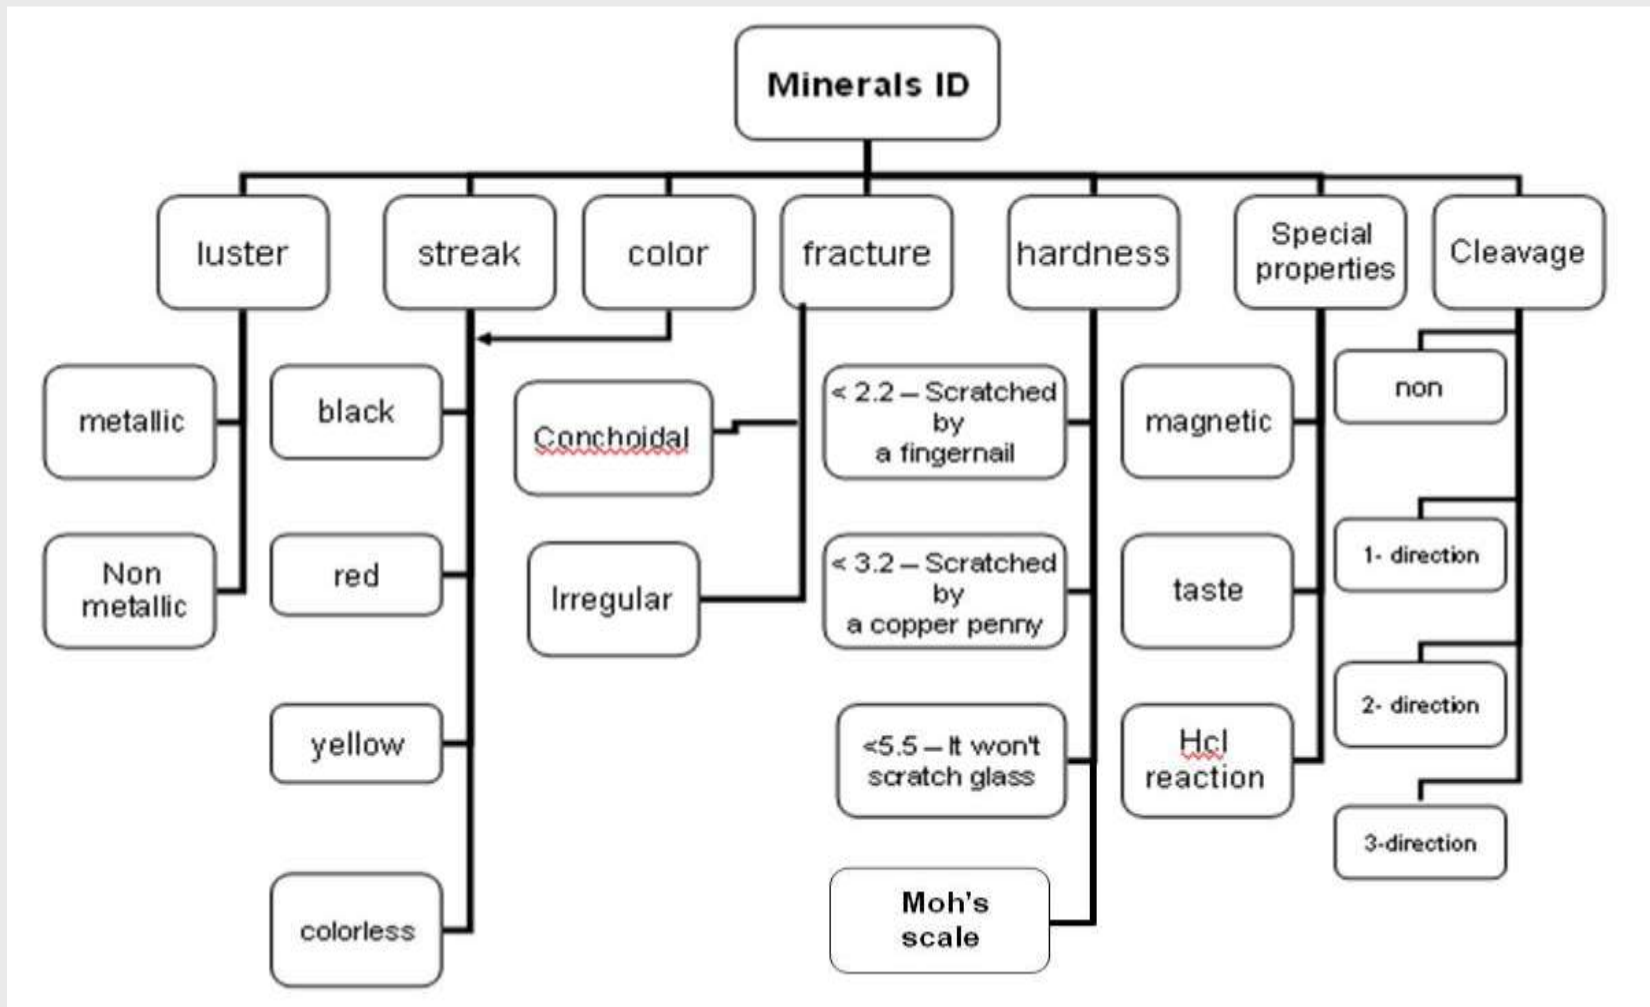 Minerals ID
luster
streak
color
fracture
hardness
Special
properties
Cleavage
metallic
Non
metallic
black
red
yellow
colorless
Conchoidal
Irregular
< 2.2 – Scratched
by
a fingernail
< 3.2 – Scratched
by
a copper penny
<5.5 – It won't
scratch glass
Moh's
scale
magnetic
taste
Hcl
reaction
non
1- direction
2- direction
3-direction